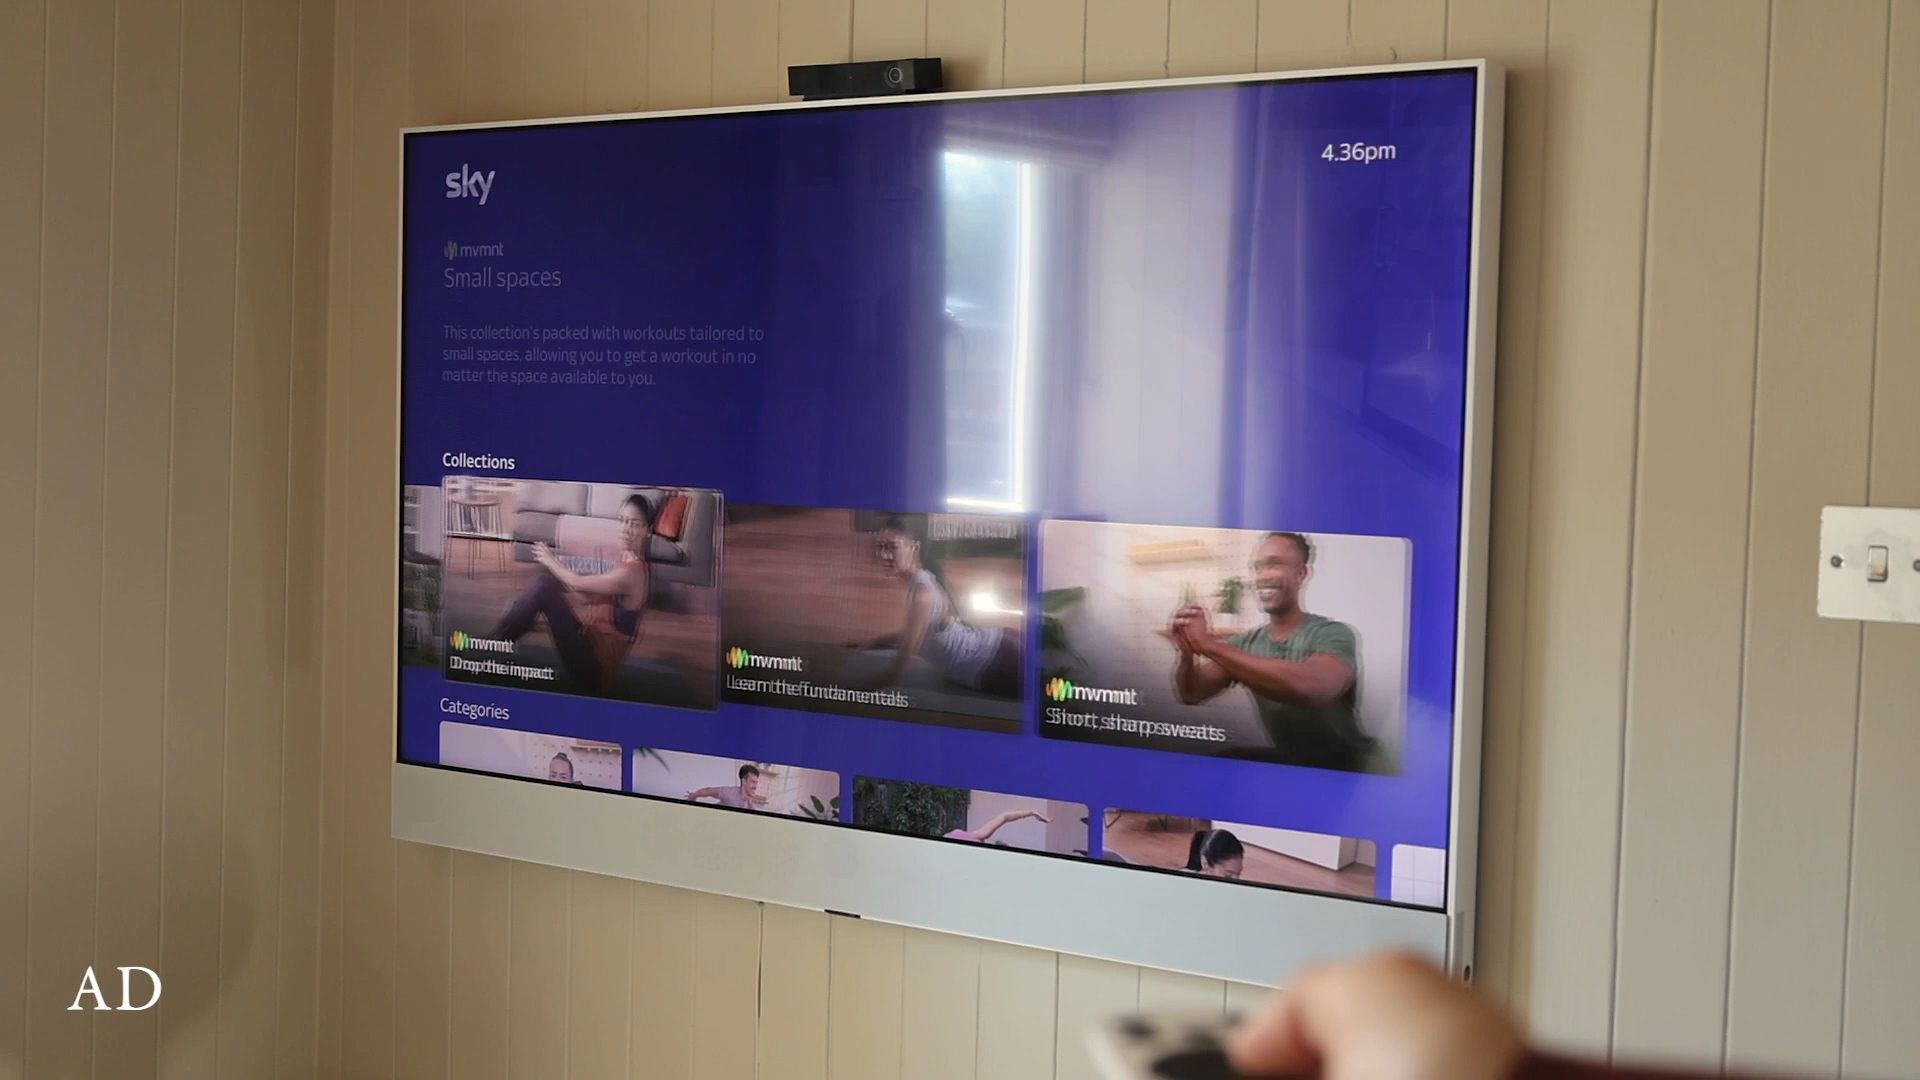 4.36pm
sky
mvmnt
Small spaces
This collection's packed with workouts tailored to
small spaces, allowing you to get a workout in no
matter the space available to you.
Collections
mvmnt
Drop the impact
mvmnt
Learn the fundamentals
mvmnt
Short, sharp sweats
Categories
AD